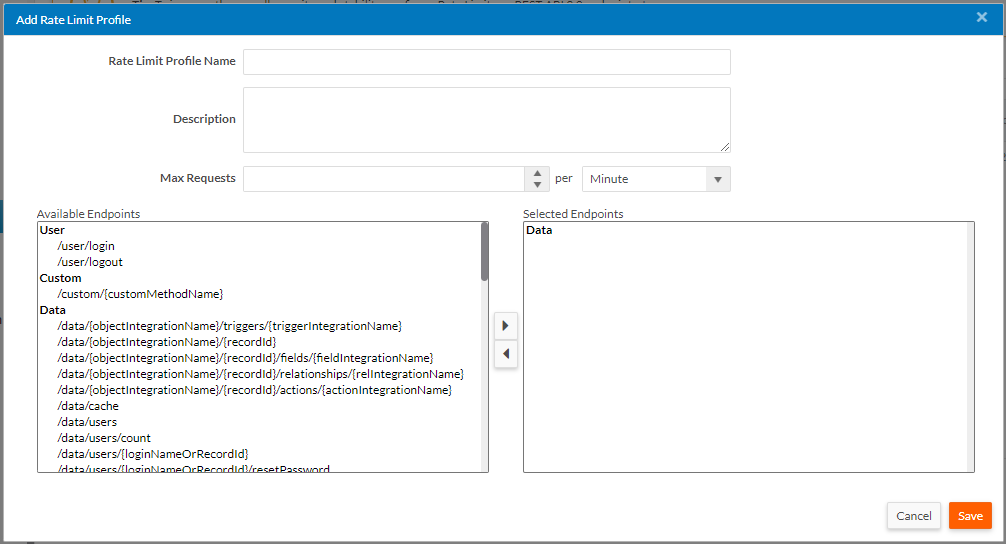 Add Rate Limit Profile
Rate Limit Profile Name
Description
Max Requests
per
Minute
Available Endpoints
User
/user/login
/user/logout
Custom
/custom/{customMethodName}
Data
/data/{objectIntegrationName}/triggers/{triggerIntegrationName}
/data/{objectIntegrationName}/{recordId}
/data/{objectIntegrationName}/{recordId}/fields/{fieldIntegrationName}
/data/{objectIntegrationName}/{recordId}/relationships/{relIntegrationName}
/data/{objectIntegrationName}/{recordId}/actions/{actionIntegrationName}
/data/cache
/data/users
/data/users/count
/data/users/{loginNameOrRecordId}
/data/users/{loginNameOrRecordId}/resetPassword
Selected Endpoints
Data
Cancel
Save